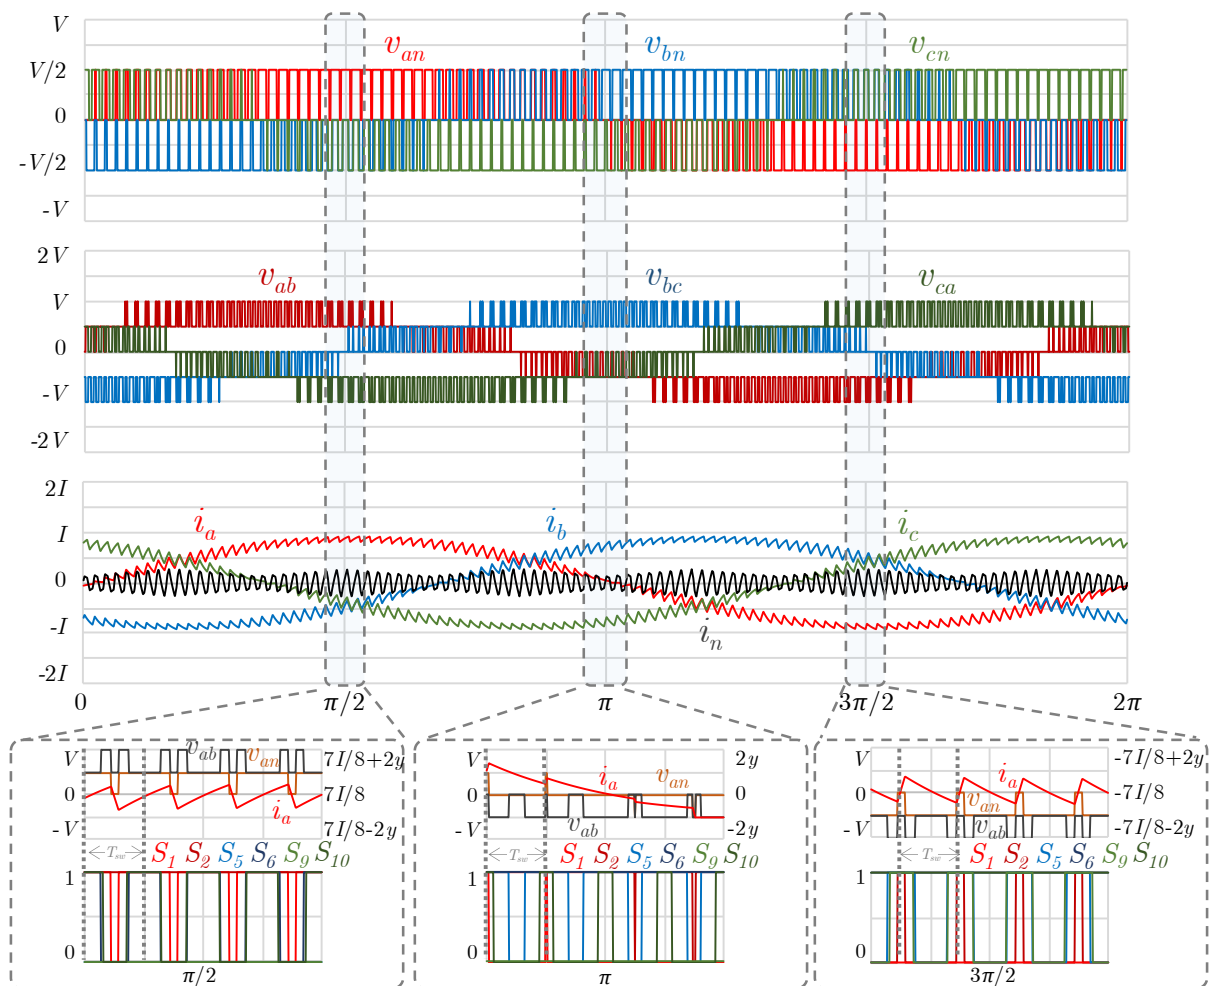 V
v_an v_bn v_cn
V/2
0
-V/2
-V
2V
v_ab v_bc v_ca
V
0
-V
-2V
2I
i_a i_b i_c
I
0
-I
i_n
-2I
0 π/2 π 3π/2 2π
V v_ab v_an 7I/8+2y
0 7I/8
i_a
-V 7I/8-2y
T_sw S_1 S_2 S_5 S_6 S_9 S_10
1
0
π/2
V 2y
i_a v_an
0 0
-V v_ab -2y
T_sw S_1 S_2 S_5 S_6 S_9 S_10
1
0
π
V -7I/8+2y
i_a
0 v_an -7I/8
-V v_ab -7I/8-2y
T_sw S_1 S_2 S_5 S_6 S_9 S_10
1
0
3π/2